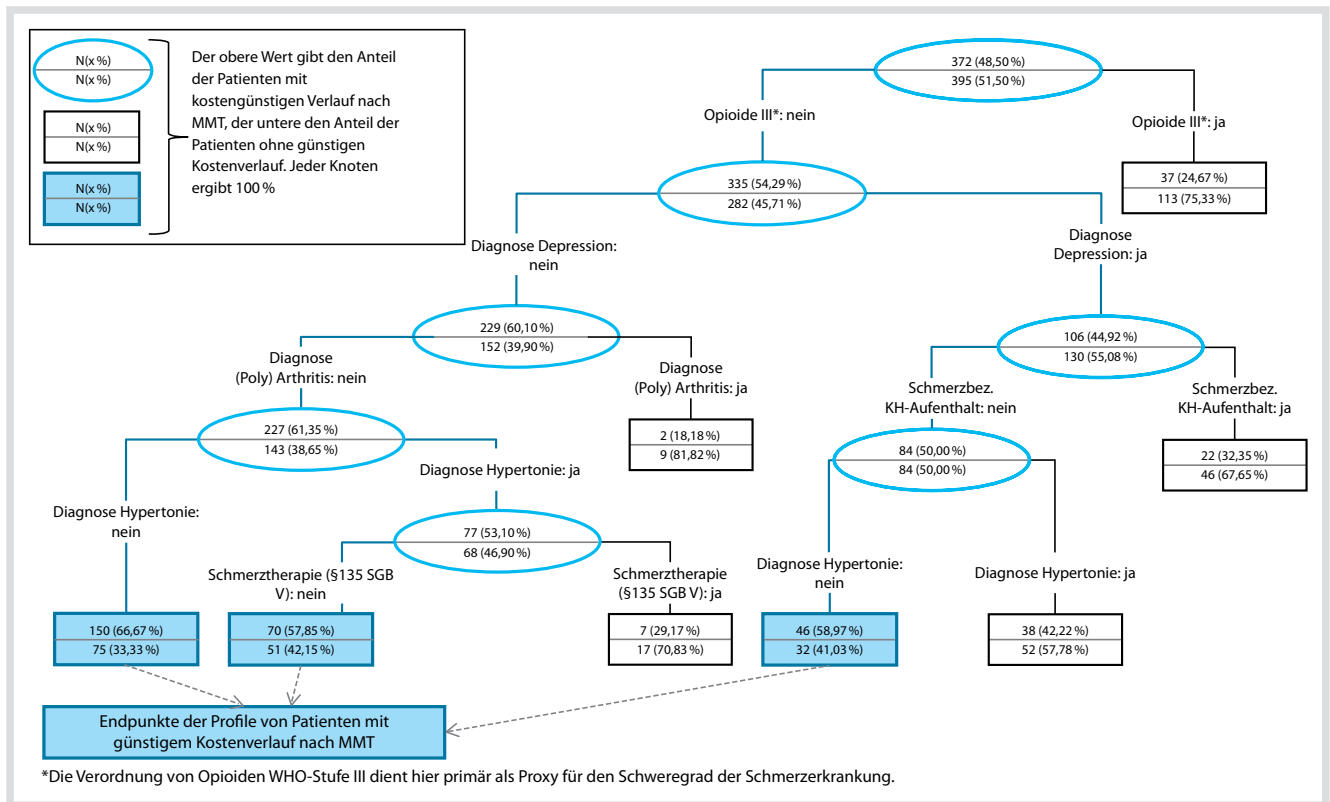 N(x %)
N(x %)
N(x %)
N(x %)
N(x %)
N(x %)
Der obere Wert gibt den Anteil
der Patienten mit
kostengünstigen Verlauf nach
MMT, der untere den Anteil der
Patienten ohne günstigen
Kostenverlauf. Jeder Knoten
ergibt 100 %
372 (48,50 %)
395 (51,50 %)
Opioide III*: nein
Opioide III*: ja
335 (54,29 %)
282 (45,71 %)
37 (24,67 %)
113 (75,33 %)
Diagnose Depression:
nein
Diagnose
Depression: ja
229 (60,10 %)
152 (39,90 %)
106 (44,92 %)
130 (55,08 %)
Diagnose
(Poly) Arthritis: nein
Diagnose
(Poly) Arthritis: ja
Schmerzbez.
KH-Aufenthalt: nein
Schmerzbez.
KH-Aufenthalt: ja
227 (61,35 %)
143 (38,65 %)
2 (18,18 %)
9 (81,82 %)
84 (50,00 %)
84 (50,00 %)
22 (32,35 %)
46 (67,65 %)
Diagnose Hypertonie:
nein
Diagnose Hypertonie: ja
77 (53,10 %)
68 (46,90 %)
Diagnose Hypertonie:
nein
Diagnose Hypertonie: ja
Schmerztherapie (§135 SGB
V): nein
Schmerztherapie
(§135 SGB V): ja
150 (66,67 %)
75 (33,33 %)
70 (57,85 %)
51 (42,15 %)
7 (29,17 %)
17 (70,83 %)
46 (58,97 %)
32 (41,03 %)
38 (42,22 %)
52 (57,78 %)
Endpunkte der Profile von Patienten mit
günstigem Kostenverlauf nach MMT
*Die Verordnung von Opioiden WHO-Stufe III dient hier primär als Proxy für den Schweregrad der Schmerzerkrankung.